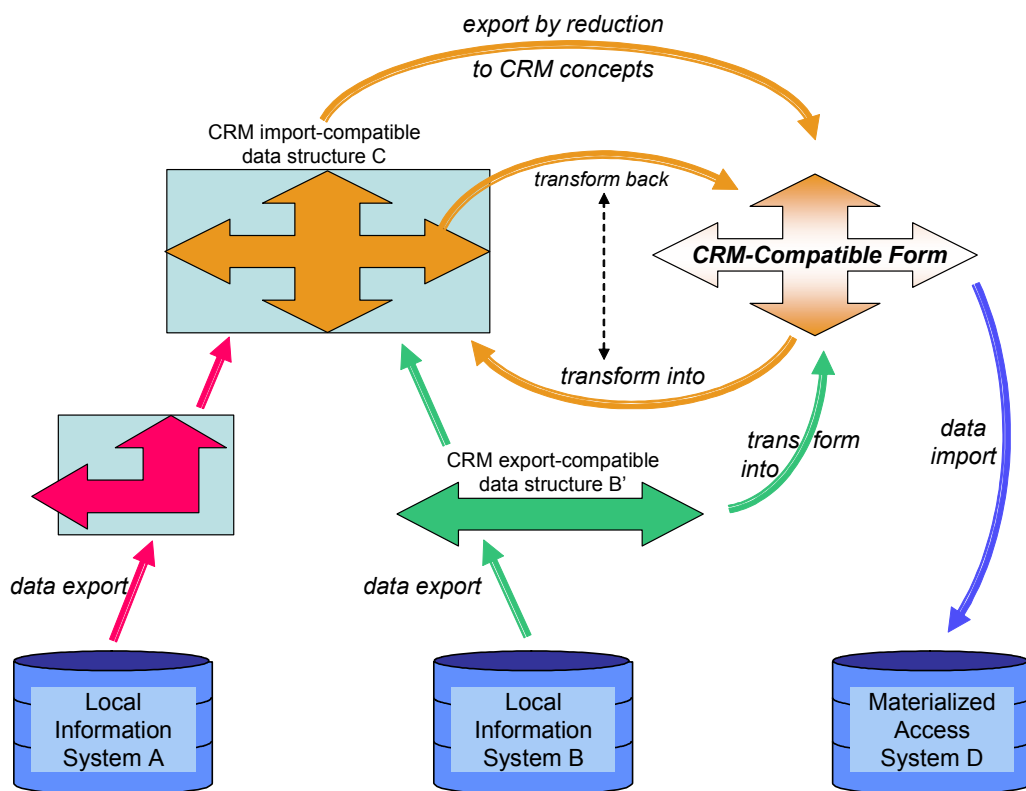 export by reduction
to CRM concepts
CRM import-compatible
data structure C
transform back
CRM-Compatible Form
transform into
CRM export-compatible
data structure B’
trans form
into
data
import
data export
data export
Local
Information
System A
Local
Information
System B
Materialized
Access
System D